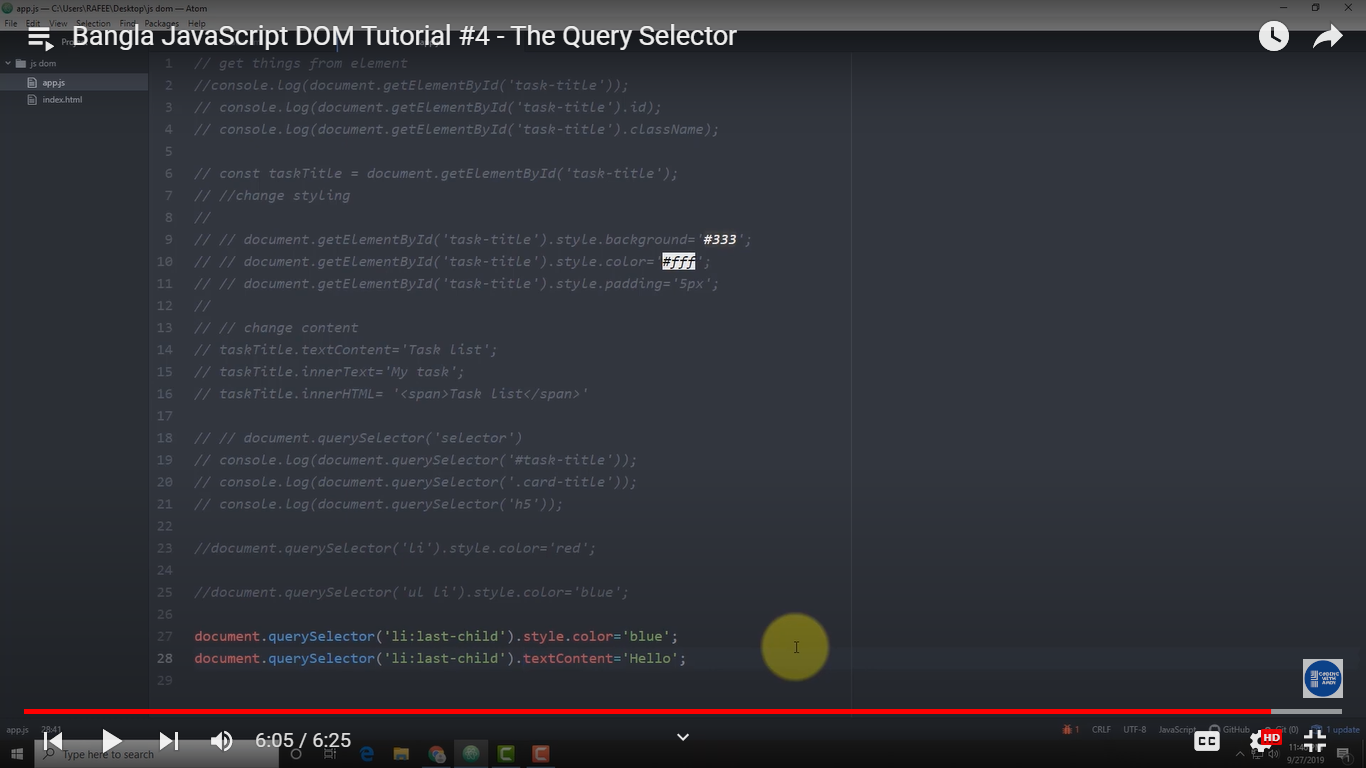 app.js — C:\Users\RAFEE\Desktop\js dom — Atom
File Edit View Selection Find Packages Help
Bangla JavaScript DOM Tutorial #4 - The Query Selector
js dom
app.js
index.html
1 // get things from element
2 //console.log(document.getElementById('task-title'));
3 // console.log(document.getElementById('task-title').id);
4 // console.log(document.getElementById('task-title').className);
5
6 // const taskTitle = document.getElementById('task-title');
7 // //change styling
8 //
9 // // document.getElementById('task-title').style.background='#333';
10 // // document.getElementById('task-title').style.color='#fff';
11 // // document.getElementById('task-title').style.padding='5px';
12 //
13 // // change content
14 // taskTitle.textContent='Task list';
15 // taskTitle.innerText='My task';
16 // taskTitle.innerHTML= '<span>Task list</span>'
17
18 // // document.querySelector('selector')
19 // console.log(document.querySelector('#task-title'));
20 // console.log(document.querySelector('.card-title'));
21 // console.log(document.querySelector('h5'));
22
23 //document.querySelector('li').style.color='red';
24
25 //document.querySelector('ul li').style.color='blue';
26
27 document.querySelector('li:last-child').style.color='blue';
28 document.querySelector('li:last-child').textContent='Hello';
29
CODING WITH APON
app.js 28:41
1 CRLF UTF-8 JavaScript GitHub Git (0) 1 update
6:05 / 6:25
CC
HD
Type here to search
9/27/2019